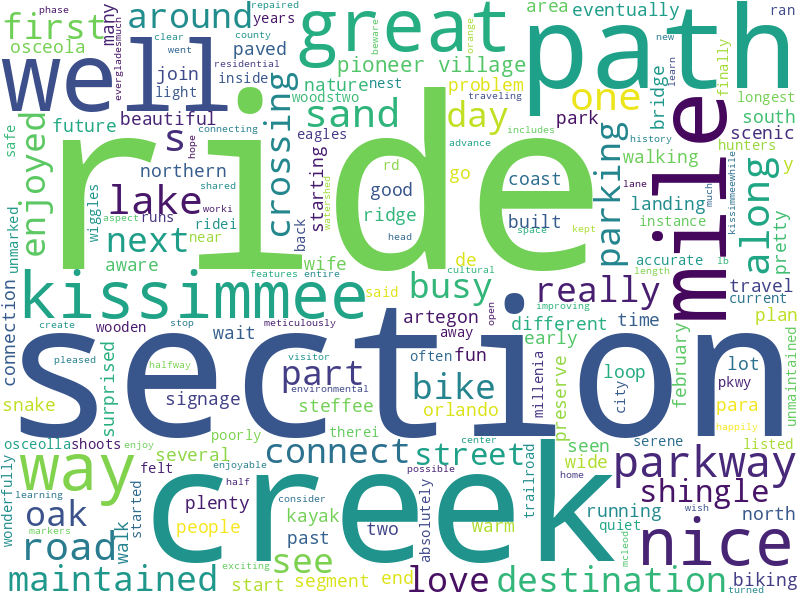 phase
clear
repaired
orange
around
great
path
ran
first
many
years
area
eventually
osceola
paved
went
county
beware
new
well
join
inside
residential
pioneer village
one
bridge
finally
learn
longest
everglades
much
light
nature
nest
problem
mile
beautiful
crossing
woodstwo
sand
day
park
south
safe
future
s
connecting
traveling
includes
history
scenic
enjoyed
hope
eagles
advance
parking
walking
hunters
northern
rd
go
coast
shared
lane
along
y
unmarked
wiggles
lake
good
landing
much
kissimmeewhile
pretty
aspect
runs
worki
starting
ridge
built
instance
next
ridei
near
back
watershed
head
space
kept
accurate
aware
wife
de
cultural
length
lb
features
entire
ride
kissimmee
busy
really
travel
connection
create
said
improving
current
wooden
stop
meticulously
artegon
open
different
time
plan
surprised
wait
away
early
february
pleased
halfway
visitor
part
often
fun
millenia
loop
lot
unmaintained
section
environmental
bike
preserve
city
pkwy
snake
signage
steffee
orlando
para
happily
osceolla
shoots
poorly
therei
seen
serene
listed
way
several
connect
street
center
enjoy
felt
enjoyable
possible
wide
home
parkway
wonderfully
learning
oak
walk
started
half
consider
plenty
kayak
absolutely
warm
trailroad
running
shingle
wish
people
past
two
quiet
north
markers
road
see
creek
mcleod
nice
maintained
exciting
start
segment
end
love
destination
biking
turned